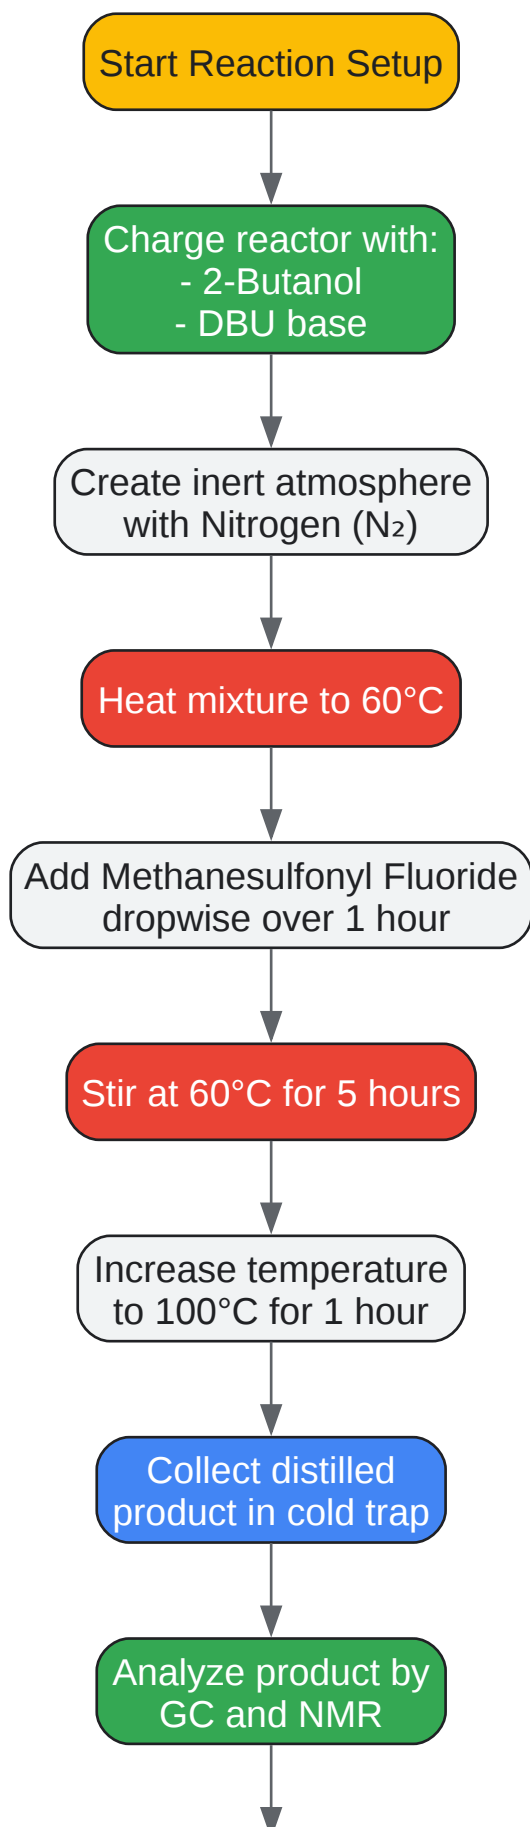 Start Reaction Setup
Charge reactor with:
- 2-Butanol
- DBU base
Create inert atmosphere
with Nitrogen (N₂)
Heat mixture to 60°C
Add Methanesulfonyl Fluoride
dropwise over 1 hour
Stir at 60°C for 5 hours
Increase temperature
to 100°C for 1 hour
Collect distilled
product in cold trap
Analyze product by
GC and NMR